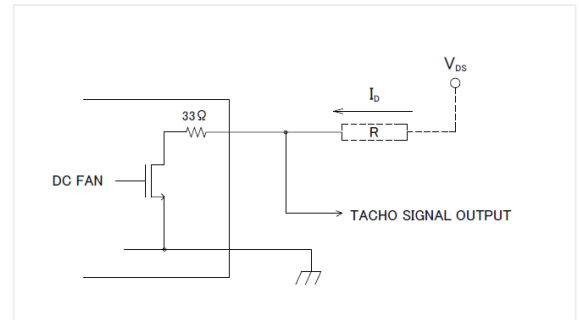 V_DS
I_D
33Ω
R
DC FAN
TACHO SIGNAL OUTPUT